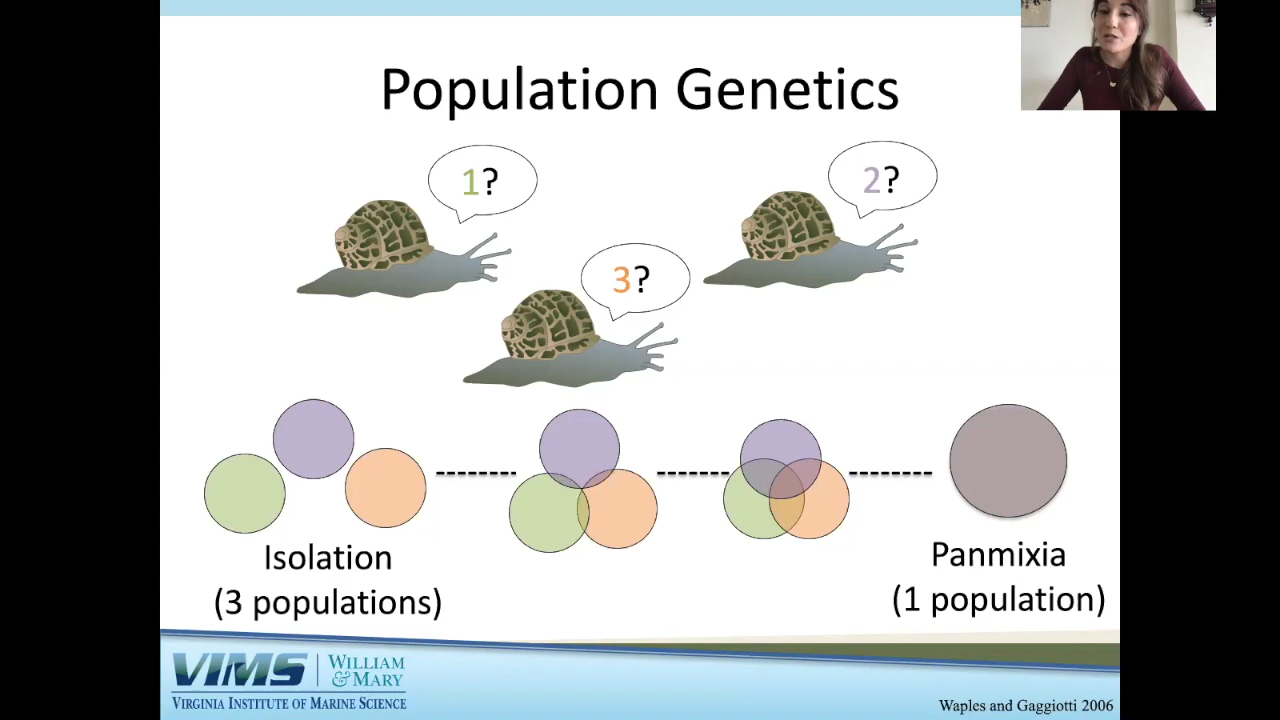 Population Genetics
1?
2?
3?
Isolation
(3 populations)
Panmixia
(1 population)
VIMS
WILLIAM
& MARY
VIRGINIA INSTITUTE OF MARINE SCIENCE
Waples and Gaggiotti 2006